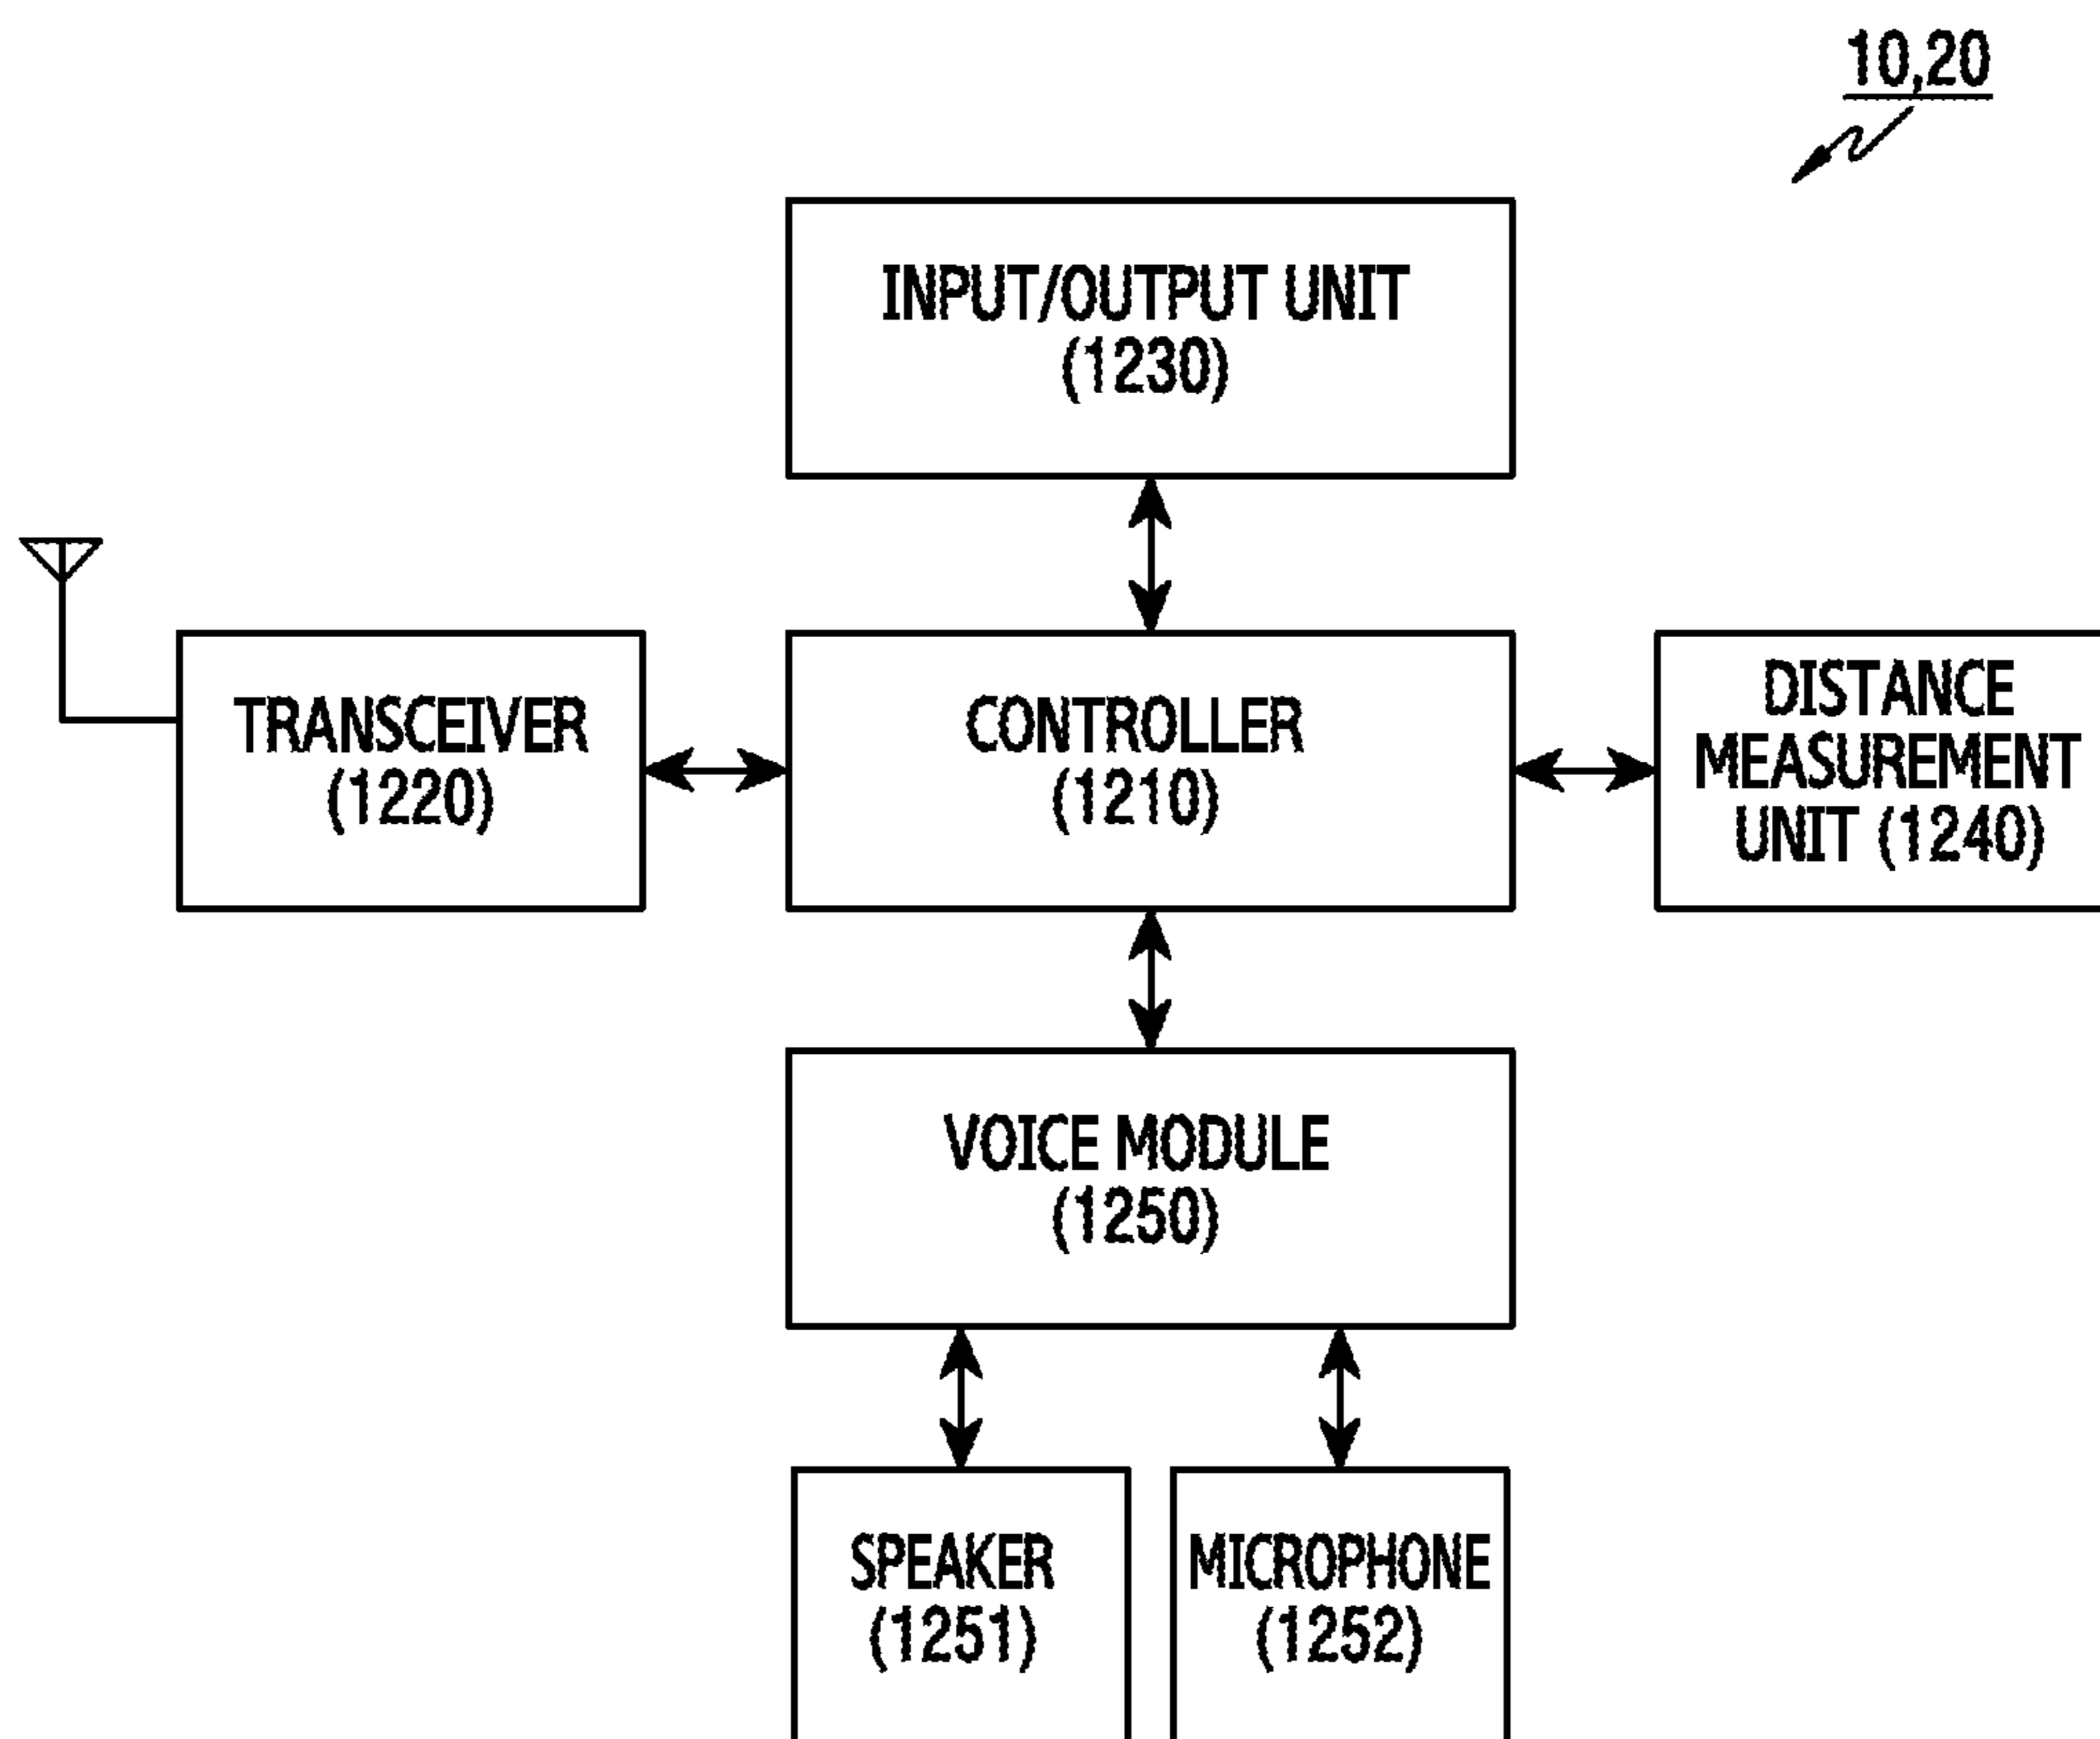 10,20
INPUT/OUTPUT UNIT
(1230)
TRANSCEIVER
(1220)
CONTROLLER
(1210)
DISTANCE
MEASUREMENT
UNIT (1240)
VOICE MODULE
(1250)
SPEAKER
(1251)
MICROPHONE
(1252)